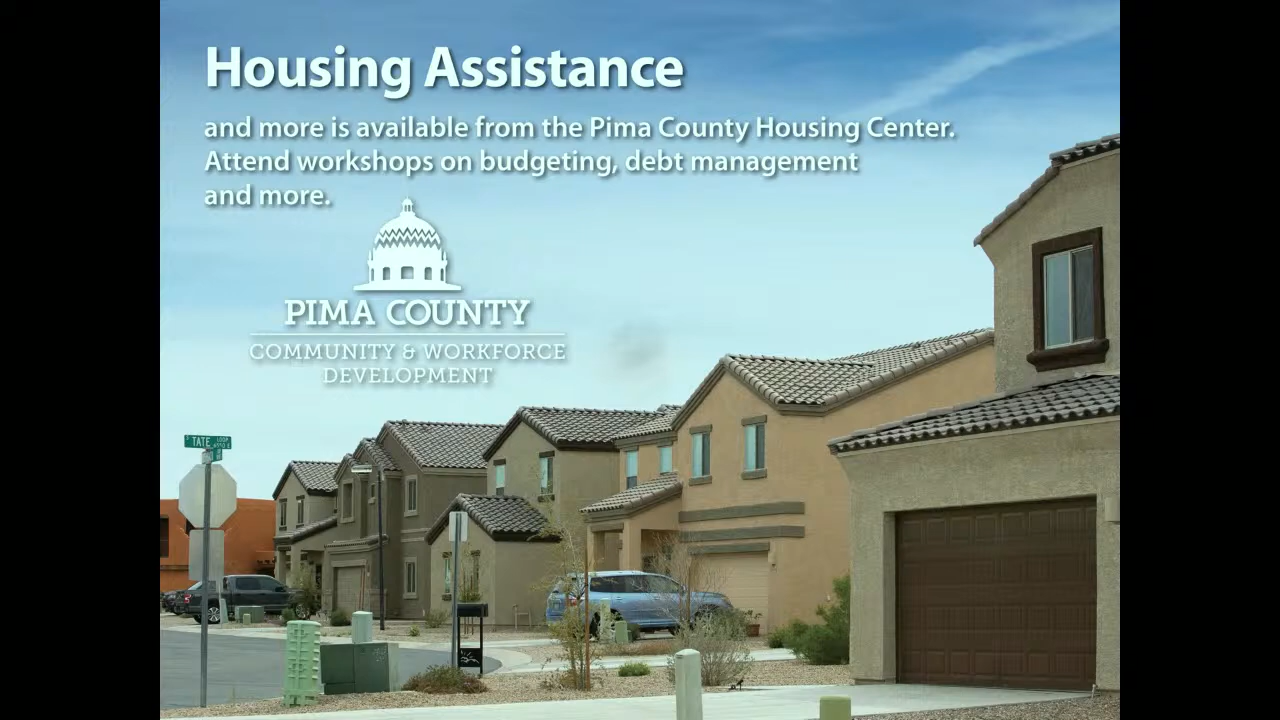 Housing Assistance
and more is available from the Pima County Housing Center.
Attend workshops on budgeting, debt management
and more.
PIMA COUNTY
COMMUNITY & WORKFORCE
DEVELOPMENT
TATE LOOP